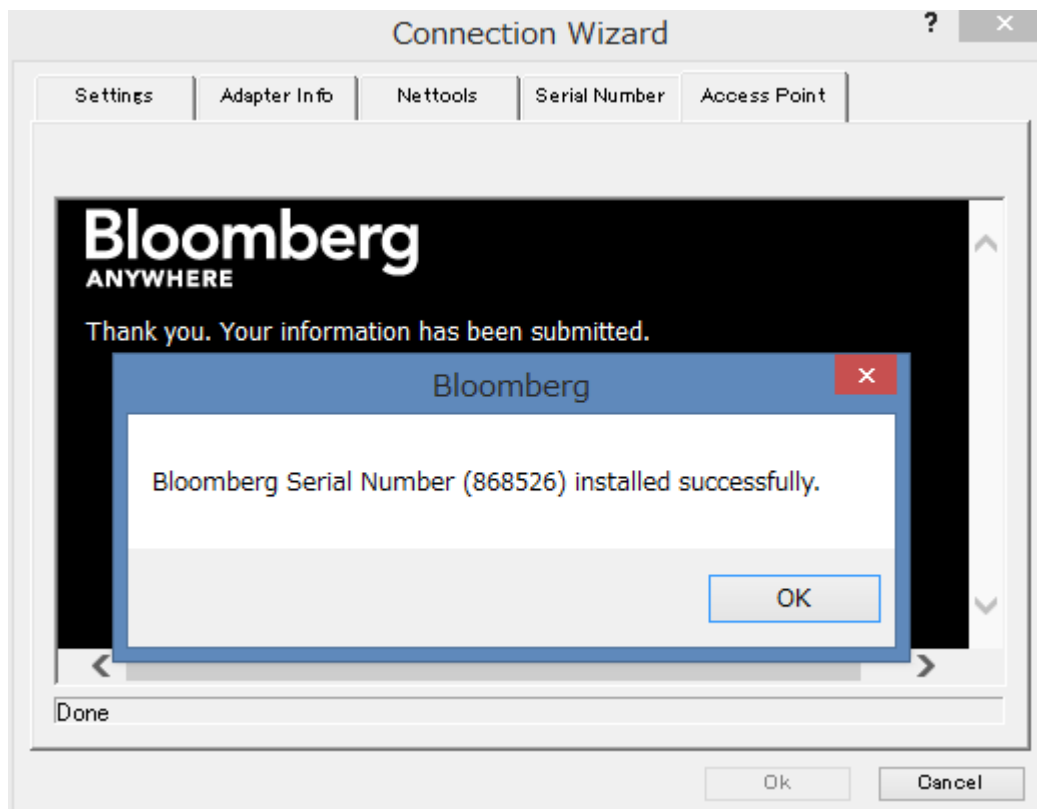 Connection Wizard
?
Settings
Adapter Info
Nettools
Serial Number
Access Point
Bloomberg
ANYWHERE
Thank you. Your information has been submitted.
Bloomberg
Bloomberg Serial Number (868526) installed successfully.
OK
Done
Ok
Cancel